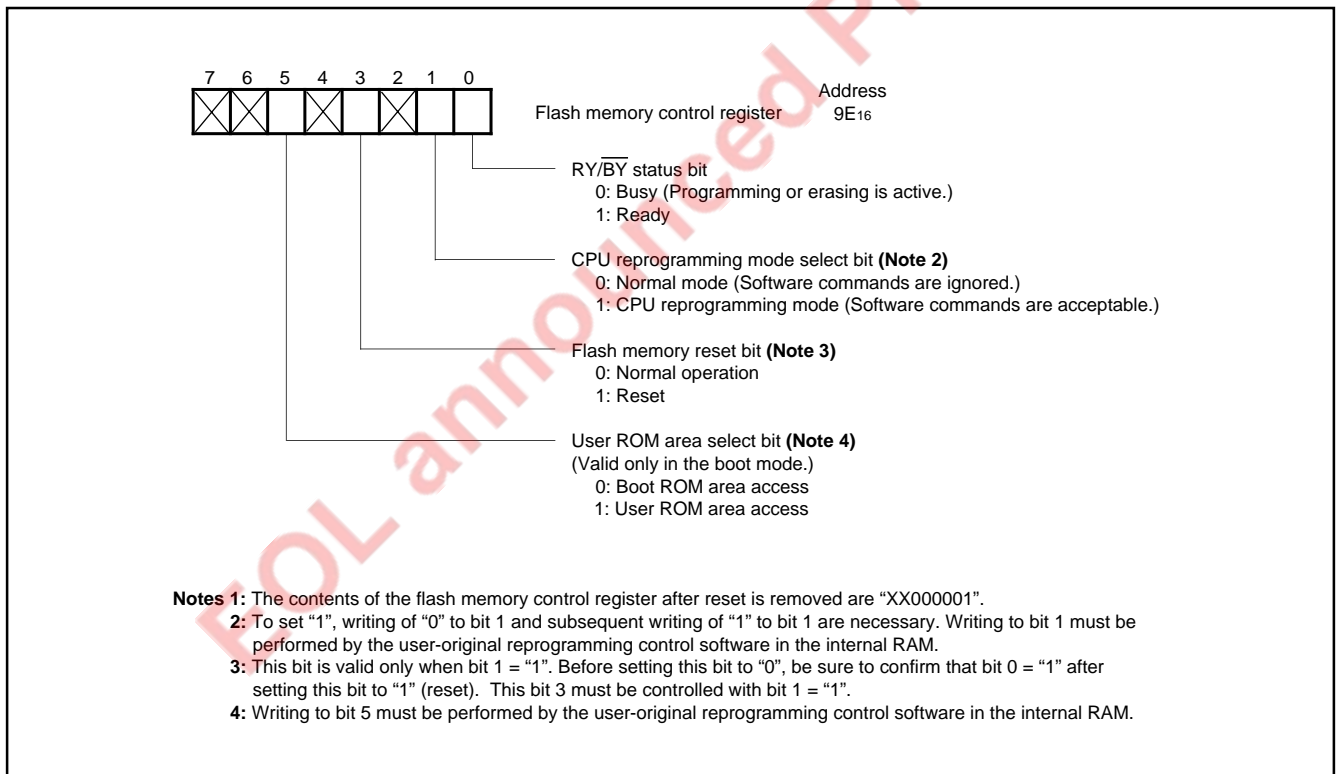 7 6 5 4 3 2 1 0
Address
Flash memory control register 9E16
RY/BY status bit
0: Busy (Programming or erasing is active.)
1: Ready
CPU reprogramming mode select bit (Note 2)
0: Normal mode (Software commands are ignored.)
1: CPU reprogramming mode (Software commands are acceptable.)
Flash memory reset bit (Note 3)
0: Normal operation
1: Reset
User ROM area select bit (Note 4)
(Valid only in the boot mode.)
0: Boot ROM area access
1: User ROM area access
Notes 1: The contents of the flash memory control register after reset is removed are “XX000001”.
2: To set “1”, writing of “0” to bit 1 and subsequent writing of “1” to bit 1 are necessary. Writing to bit 1 must be
performed by the user-original reprogramming control software in the internal RAM.
3: This bit is valid only when bit 1 = “1”. Before setting this bit to “0”, be sure to confirm that bit 0 = “1” after
setting this bit to “1” (reset). This bit 3 must be controlled with bit 1 = “1”.
4: Writing to bit 5 must be performed by the user-original reprogramming control software in the internal RAM.
EOL announced